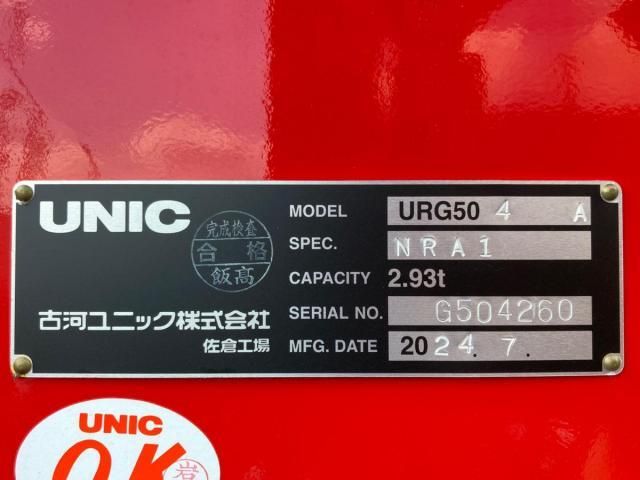 UNIC
完成検査
合格
飯高
古河ユニック株式会社
佐倉工場
MODEL URG50 4 A
SPEC. NRA1
CAPACITY 2.93t
SERIAL NO. G504260
MFG. DATE 2024.7.
UNIC
OK
岩